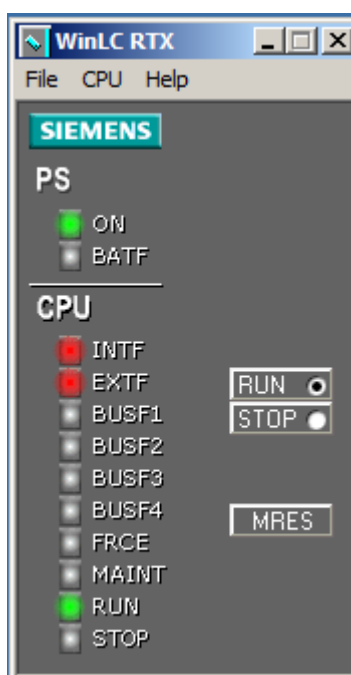 WinLC RTX
File CPU Help
SIEMENS
PS
ON
BATF
CPU
INTF
EXTF
RUN
BUSF1
STOP
BUSF2
BUSF3
BUSF4
MRES
FRCE
MAINT
RUN
STOP